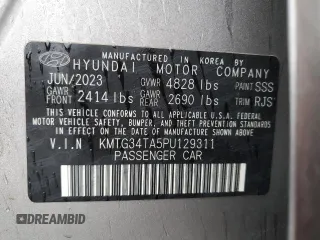 MANUFACTURED IN KOREA BY
HYUNDAI MOTOR COMPANY
JUN/2023 GVWR 4828 lbs PAINT SSS
GAWR FRONT 2414 lbs GAWR REAR 2690 lbs TRIM RJS
THIS VEHICLE CONFORMS TO ALL APPLICABLE U.S.A. FEDERAL
MOTOR VEHICLE SAFETY, BUMPER, AND THEFT PREVENTION
STANDARDS IN EFFECT ON THE DATE OF MANUFACTURE SHOWN ABOVE.
V.I.N KMTG34TA5PU129311
PASSENGER CAR
DREAMBID